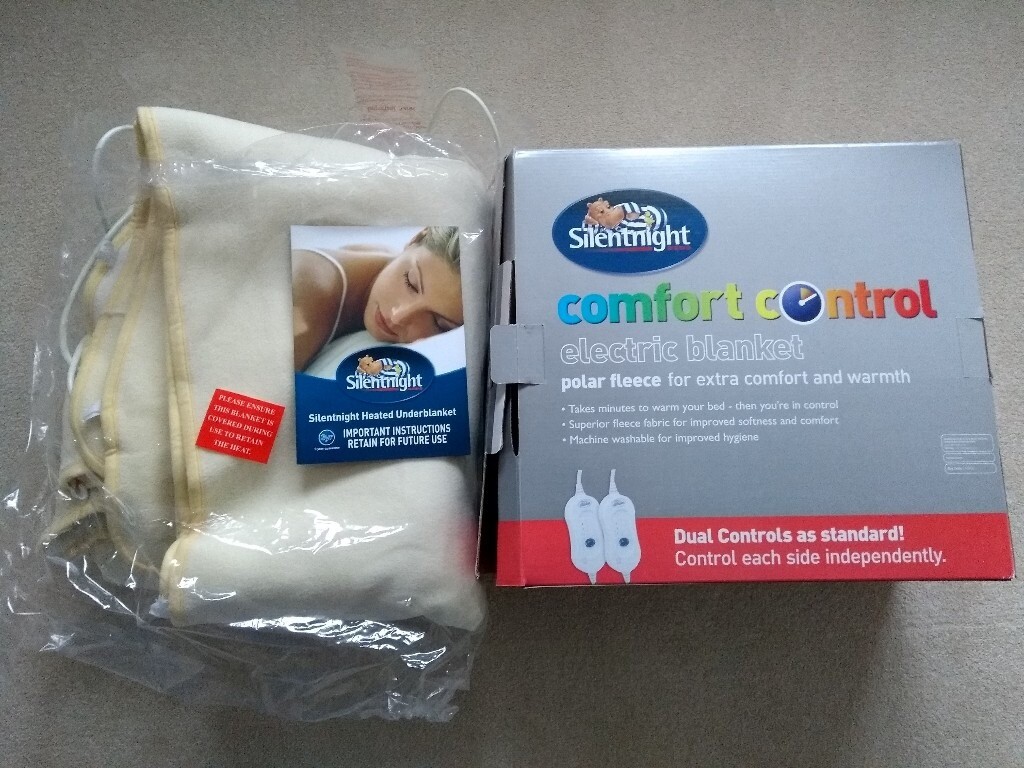 PLEASE ENSURE
THIS BLANKET IS
COVERED DURING
USE TO RETAIN
THE HEAT.
Silentnight
Silentnight Heated Underblanket
IMPORTANT INSTRUCTIONS
RETAIN FOR FUTURE USE
Silentnight
comfort control
electric blanket
polar fleece for extra comfort and warmth
• Takes minutes to warm your bed - then you're in control
• Superior fleece fabric for improved softness and comfort
• Machine washable for improved hygiene
Dual Controls as standard!
Control each side independently.